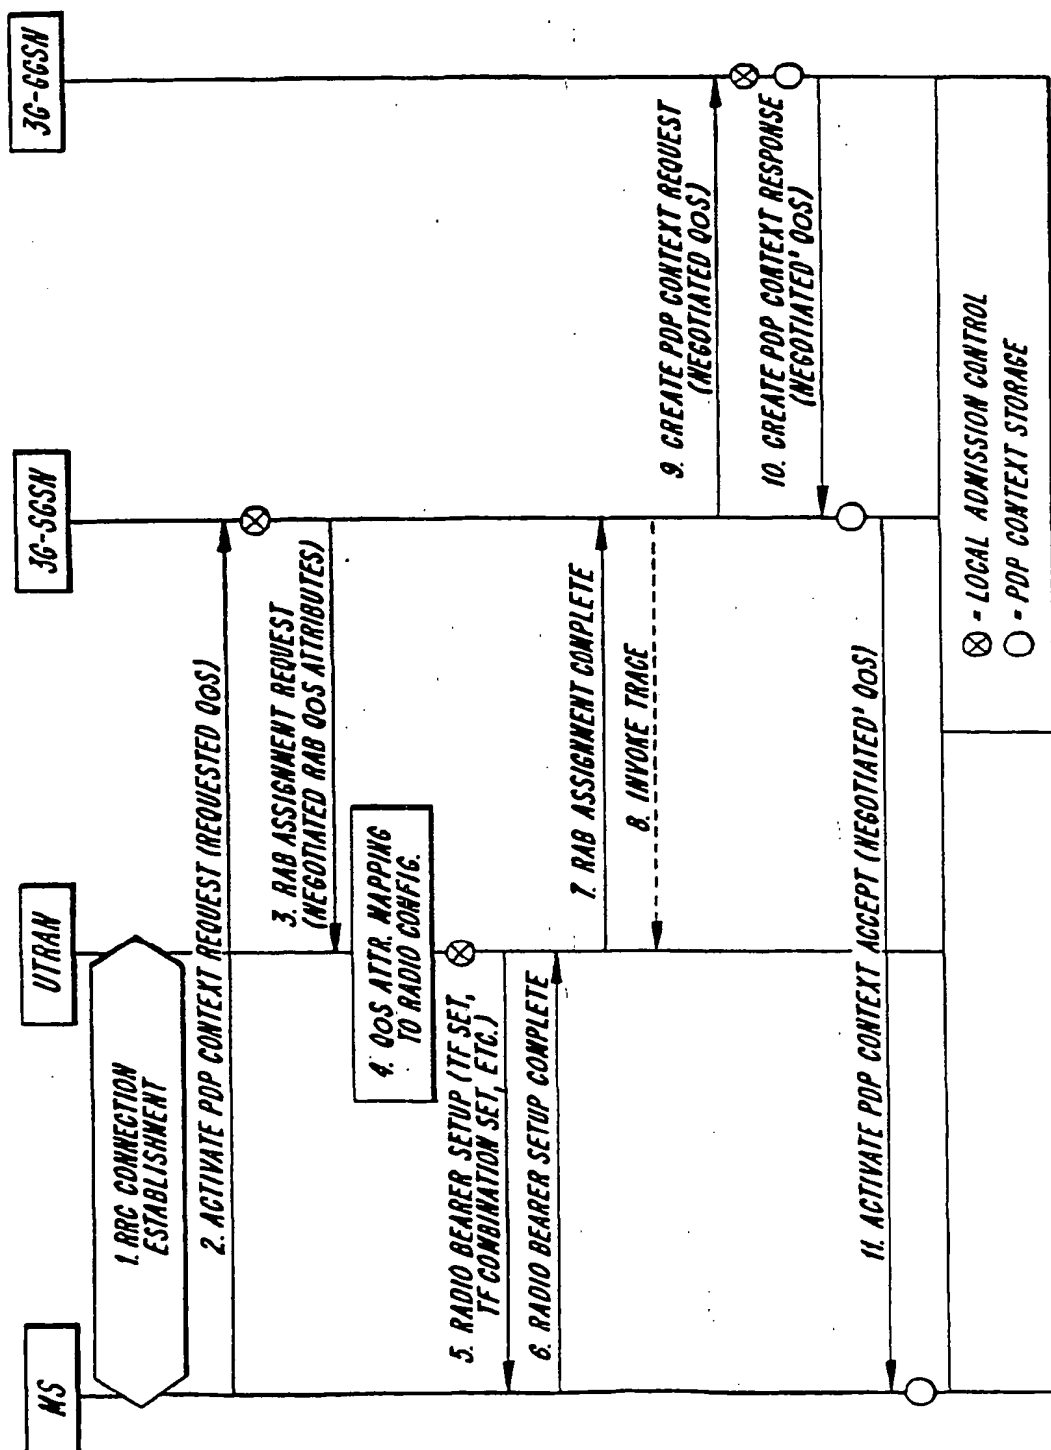 MS
UTRAN
3G-SGSN
3G-GGSN
1. RRC CONNECTION
ESTABLISHMENT
2. ACTIVATE PDP CONTEXT REQUEST (REQUESTED QOS)
3. RAB ASSIGNMENT REQUEST
(NEGOTIATED RAB QOS ATTRIBUTES)
4. QOS ATTR. MAPPING
TO RADIO CONFIG.
5. RADIO BEARER SETUP (TF SET,
TF COMBINATION SET, ETC.)
6. RADIO BEARER SETUP COMPLETE
7. RAB ASSIGNMENT COMPLETE
8. INVOKE TRACE
9. CREATE PDP CONTEXT REQUEST
(NEGOTIATED QOS)
10. CREATE PDP CONTEXT RESPONSE
(NEGOTIATED' QOS)
11. ACTIVATE PDP CONTEXT ACCEPT (NEGOTIATED' QOS)
= LOCAL ADMISSION CONTROL
= PDP CONTEXT STORAGE